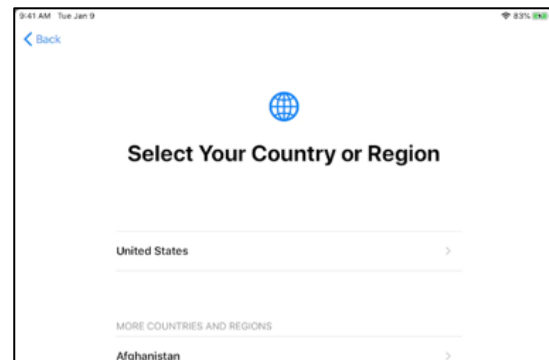 9:41 AM Tue Jan 9
83%
Back
Select Your Country or Region
United States
MORE COUNTRIES AND REGIONS
Afghanistan